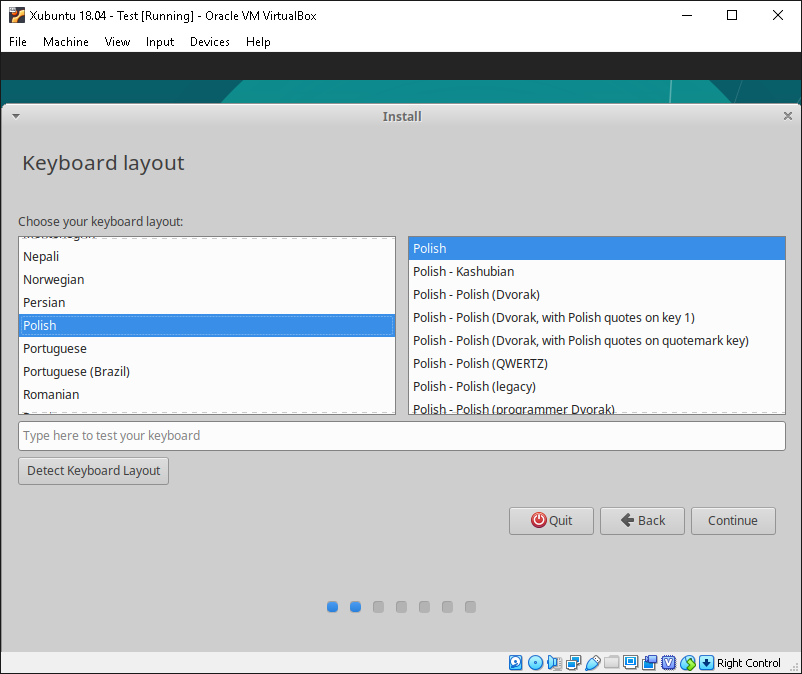 Xubuntu 18.04 - Test [Running] - Oracle VM VirtualBox
File Machine View Input Devices Help
Install
Keyboard layout
Choose your keyboard layout:
Nepali
Norwegian
Persian
Polish
Portuguese
Portuguese (Brazil)
Romanian
Polish
Polish - Kashubian
Polish - Polish (Dvorak)
Polish - Polish (Dvorak, with Polish quotes on key 1)
Polish - Polish (Dvorak, with Polish quotes on quotemark key)
Polish - Polish (QWERTZ)
Polish - Polish (legacy)
Polish - Polish (programmer Dvorak)
Type here to test your keyboard
Detect Keyboard Layout
Quit Back Continue
Right Control